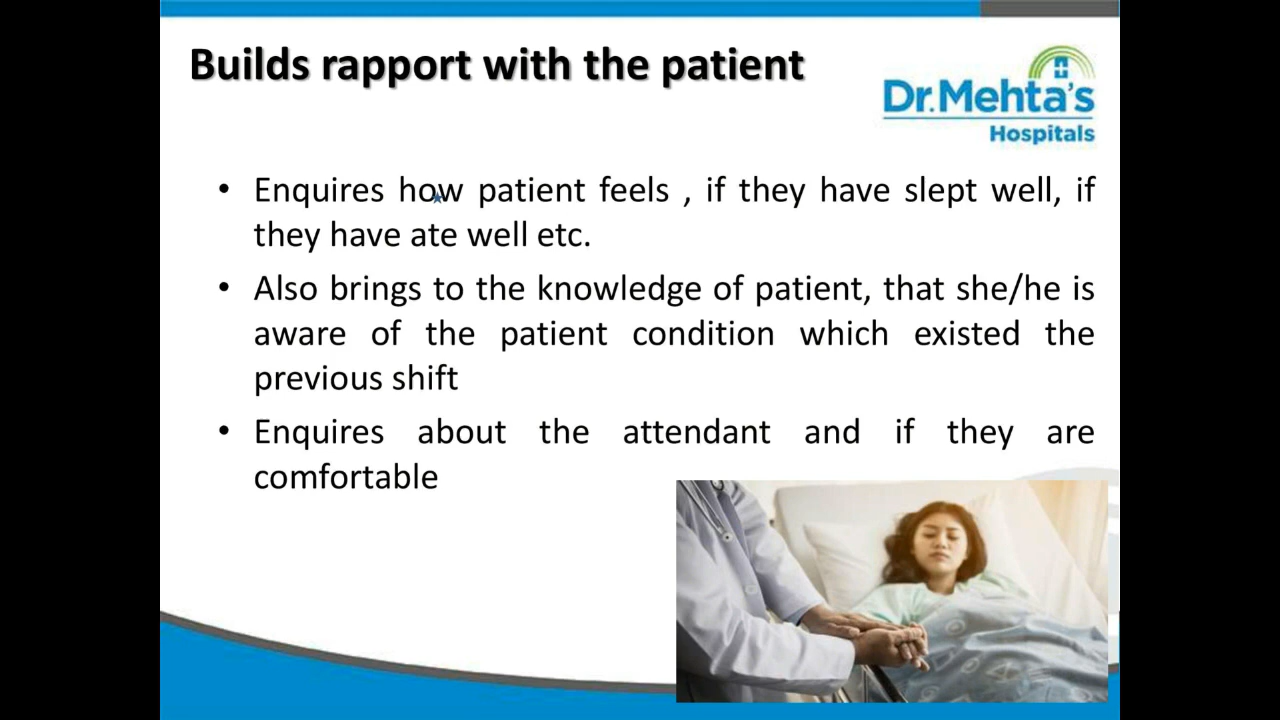 Builds rapport with the patient
Dr.Mehta's
Hospitals
• Enquires how patient feels , if they have slept well, if
they have ate well etc.
• Also brings to the knowledge of patient, that she/he is
aware of the patient condition which existed the
previous shift
• Enquires about the attendant and if they are
comfortable